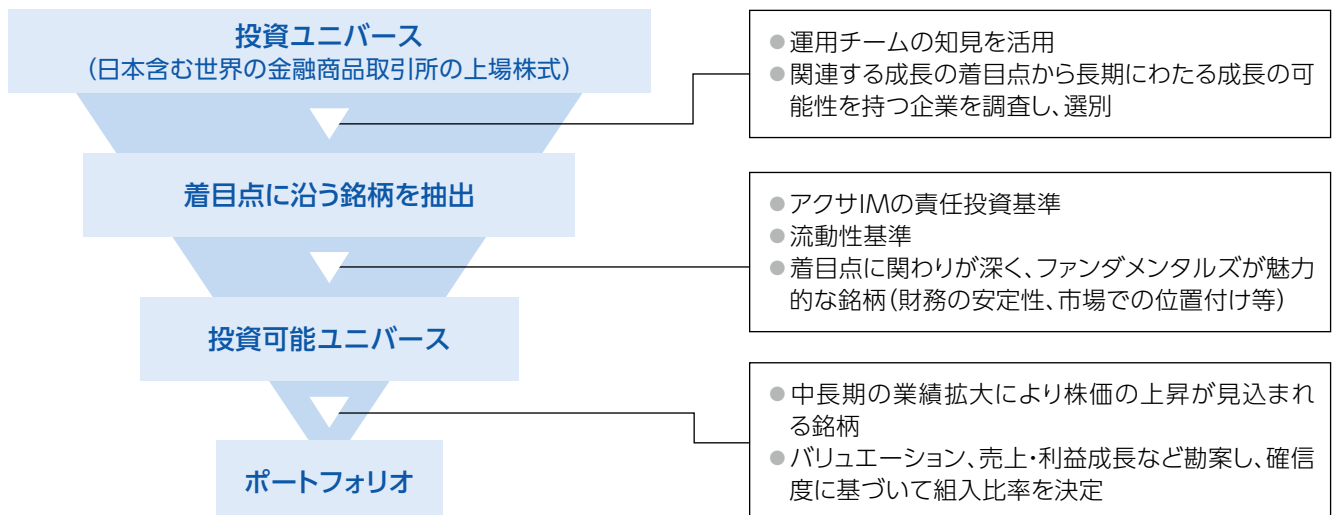 投資ユニバース
（日本含む世界の金融商品取引所の上場株式）
●運用チームの知見を活用
●関連する成長の着目点から長期にわたる成長の可
能性を持つ企業を調査し、選別
着目点に沿う銘柄を抽出
●アクサIMの責任投資基準
●流動性基準
●着目点に関わりが深く、ファンダメンタルズが魅力
的な銘柄（財務の安定性、市場での位置付け等）
投資可能ユニバース
●中長期の業績拡大により株価の上昇が見込まれ
る銘柄
●バリュエーション、売上・利益成長など勘案し、確信
度に基づいて組入比率を決定
ポートフォリオ